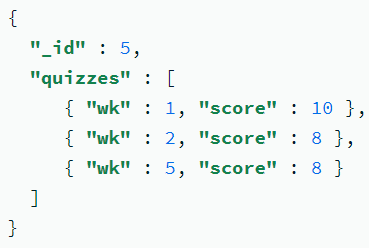 {
  "_id" : 5,
  "quizzes" : [
    { "wk" : 1, "score" : 10 },
    { "wk" : 2, "score" : 8 },
    { "wk" : 5, "score" : 8 }
  ]
}